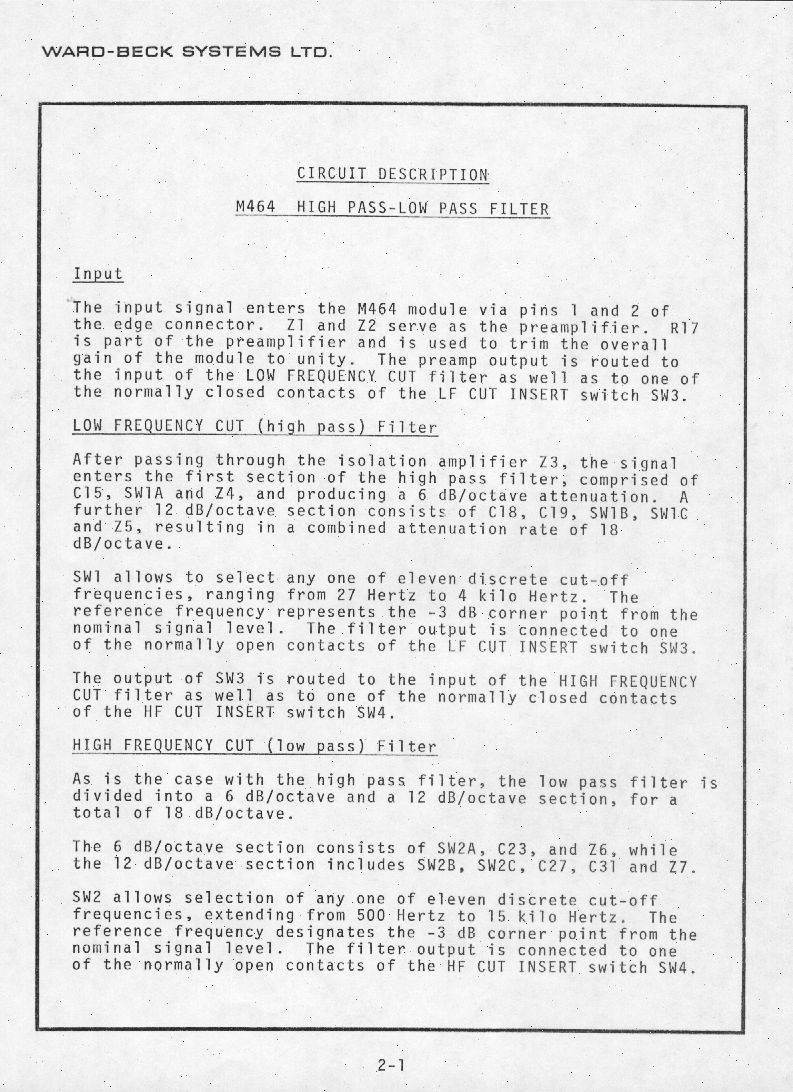 WARD-BECK SYSTEMS LTD.
CIRCUIT DESCRIPTION
M464 HIGH PASS-LOW PASS FILTER
Input
The input signal enters the M464 module via pins 1 and 2 of
the edge connector. Z1 and Z2 serve as the preamplifier. R17
is part of the preamplifier and is used to trim the overall
gain of the module to unity. The preamp output is routed to
the input of the LOW FREQUENCY CUT filter as well as to one of
the normally closed contacts of the LF CUT INSERT switch SW3.
LOW FREQUENCY CUT (high pass) Filter
After passing through the isolation amplifier Z3, the signal
enters the first section of the high pass filter, comprised of
C15, SW1A and Z4, and producing a 6 dB/octave attenuation. A
further 12 dB/octave section consists of C18, C19, SW1B, SW1C
and Z5, resulting in a combined attenuation rate of 18
dB/octave.
SW1 allows to select any one of eleven discrete cut-off
frequencies, ranging from 27 Hertz to 4 kilo Hertz. The
reference frequency represents the -3 dB corner point from the
nominal signal level. The filter output is connected to one
of the normally open contacts of the LF CUT INSERT switch SW3.
The output of SW3 is routed to the input of the HIGH FREQUENCY
CUT filter as well as to one of the normally closed contacts
of the HF CUT INSERT switch SW4.
HIGH FREQUENCY CUT (low pass) Filter
As is the case with the high pass filter, the low pass filter is
divided into a 6 dB/octave and a 12 dB/octave section, for a
total of 18 dB/octave.
The 6 dB/octave section consists of SW2A, C23, and Z6, while
the 12 dB/octave section includes SW2B, SW2C, C27, C31 and Z7.
SW2 allows selection of any one of eleven discrete cut-off
frequencies, extending from 500 Hertz to 15 kilo Hertz. The
reference frequency designates the -3 dB corner point from the
nominal signal level. The filter output is connected to one
of the normally open contacts of the HF CUT INSERT switch SW4.
2-1